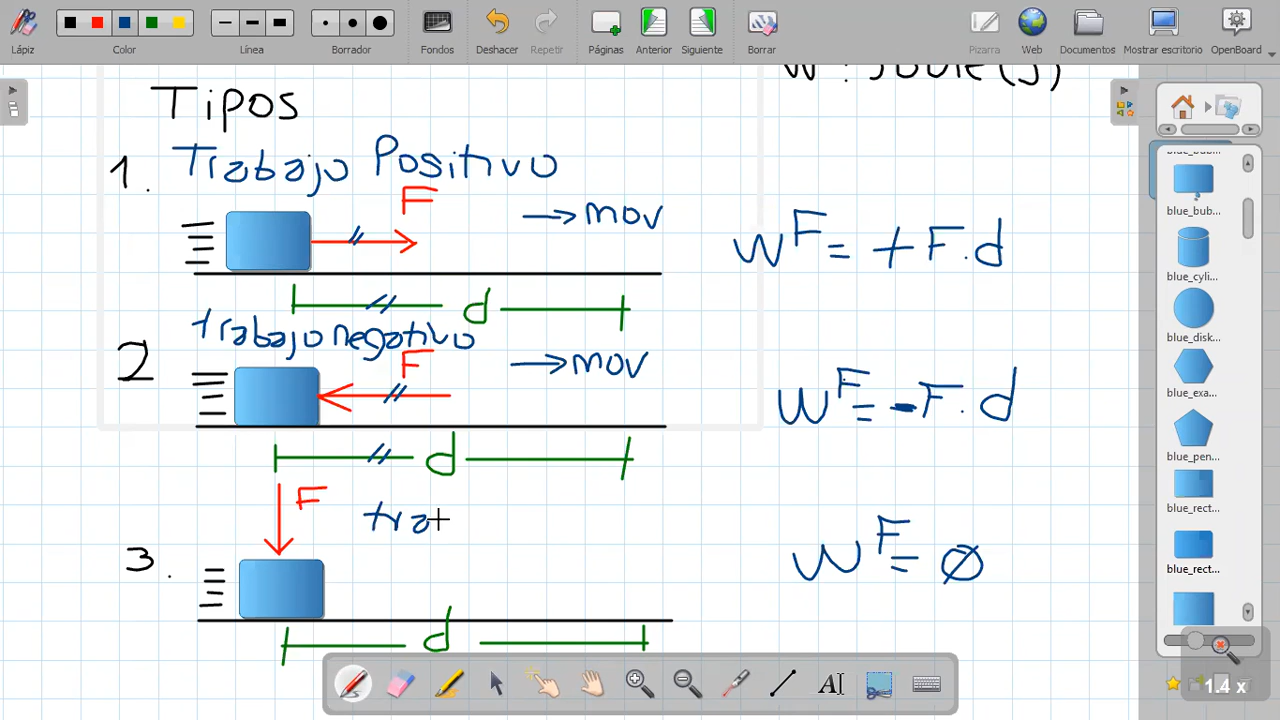 Lápiz
Color
Línea
Borrador
Fondos
Deshacer
Repetir
Páginas
Anterior
Siguiente
Borrar
Pizarra
Web
Documentos
Mostrar escritorio
OpenBoard
W : Joule(J)
Tipos
1. Trabajo Positivo
F
→ mov
W^F = + F.d
d
trabajo negativo
2
F
→ mov
W^F = - F.d
d
F
tra
3.
W^F = ∅
d
blue_bub...
blue_bub...
blue_cyli...
blue_disk...
blue_exa...
blue_pen...
blue_rect...
blue_rect...
1.4 x